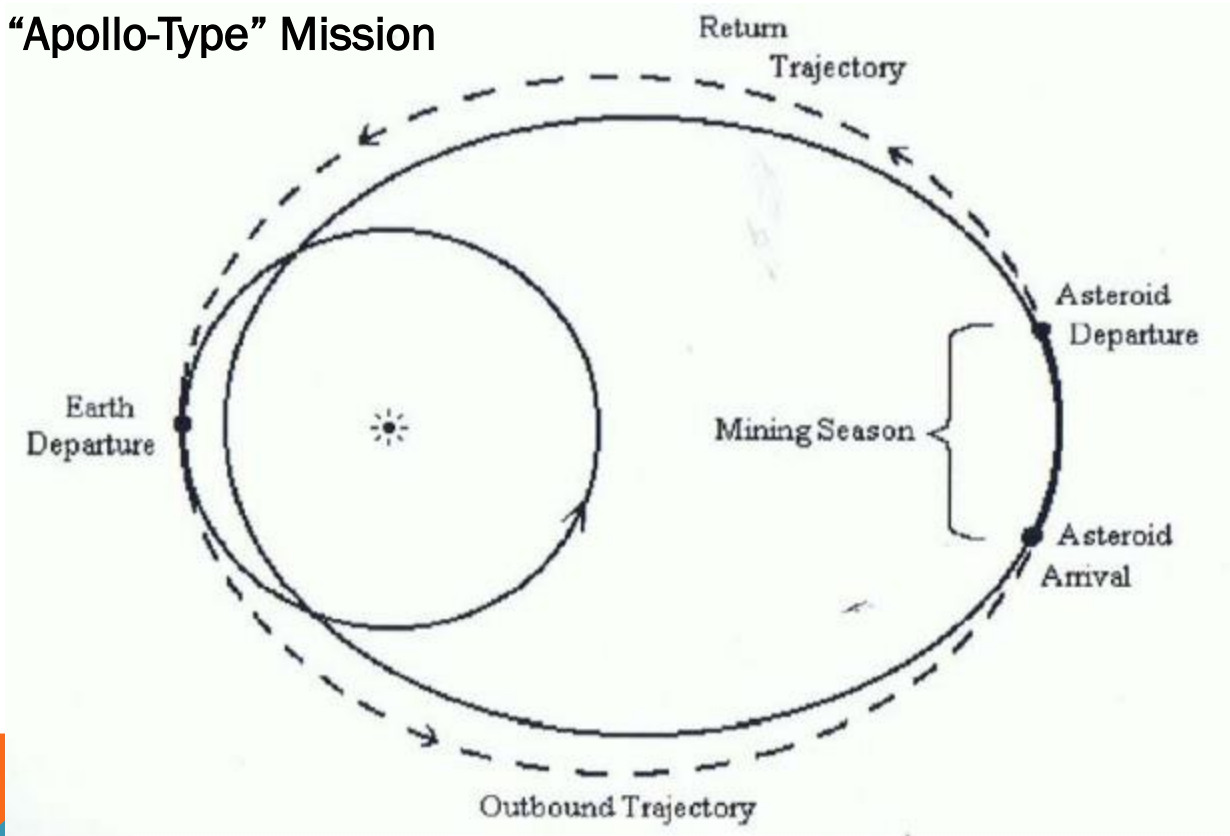 “Apollo-Type” Mission
Return
Trajectory
Asteroid
Departure
Earth
Departure
Mining Season
Asteroid
Arrival
Outbound Trajectory